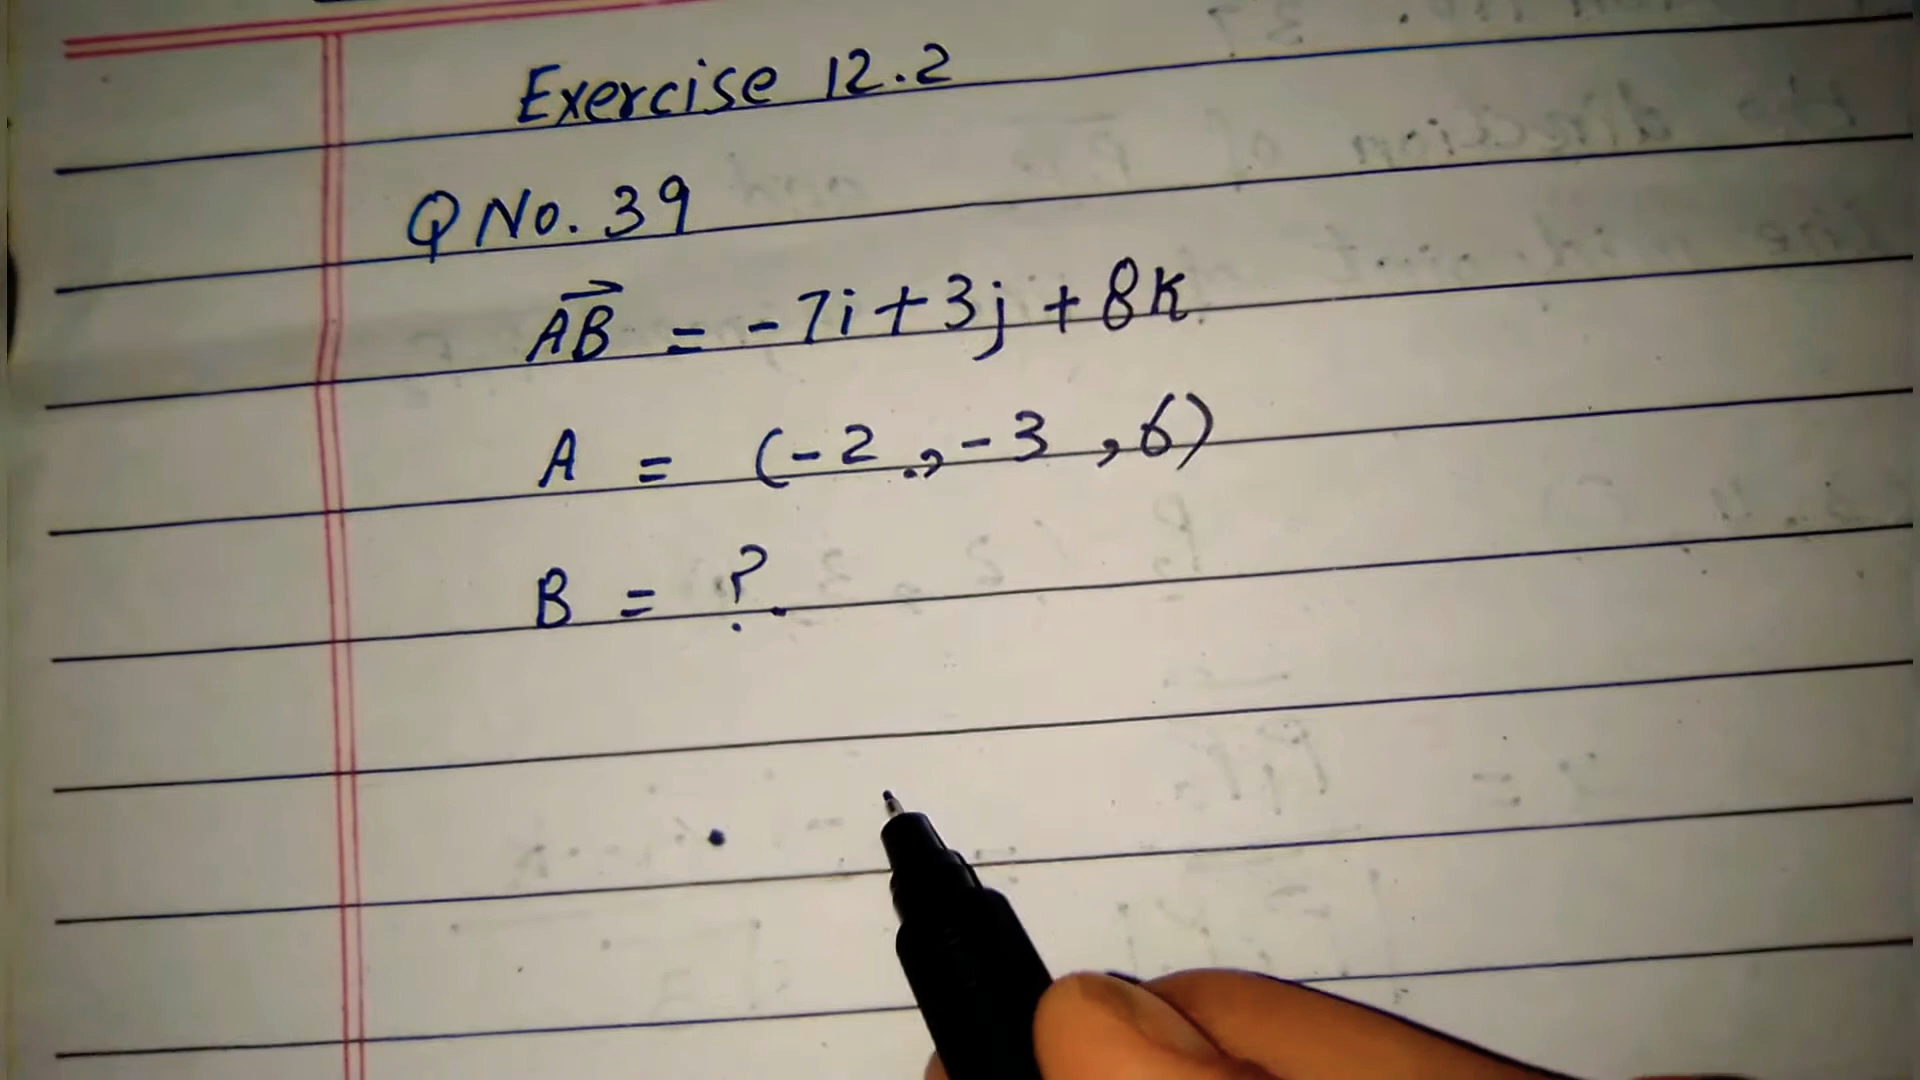 Exercise 12.2
Q No. 39
AB⃗ = -7i + 3j + 8k
A = (-2, -3, 6)
B = ?